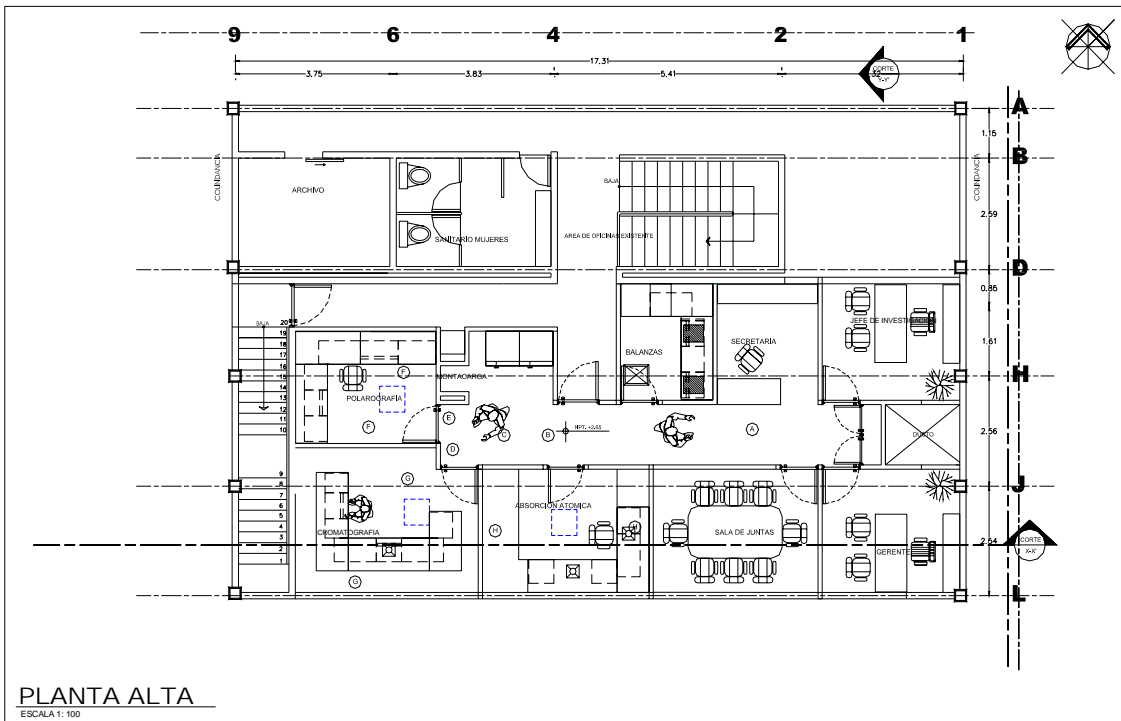 9 6 4 2 1
17.31
3.75 3.83 5.41 .32
CORTE
Y-Y'
A
1.15
B
COLINDANCIA
COLINDANCIA
ARCHIVO
BAJA
2.59
SANITARIO MUJERES
AREA DE OFICINAS EXISTENTE
D
0.85
JEFE DE INVESTIGACION
BAJA
20
19
18
17
16
15
14
13
12
11
10
9
8
7
6
5
4
3
2
1
SECRETARIA
1.61
BALANZAS
MONTACARGA
F
H
POLAROGRAFÍA
E
F
C
B
NPT. +2.65
A
DUCTO
2.56
D
G
J
ABSORCION ATOMICA
CROMATOGRAFIA
H
H
SALA DE JUNTAS
GERENTE
2.54
CORTE
X-X'
G
L
PLANTA ALTA
ESCALA 1: 100